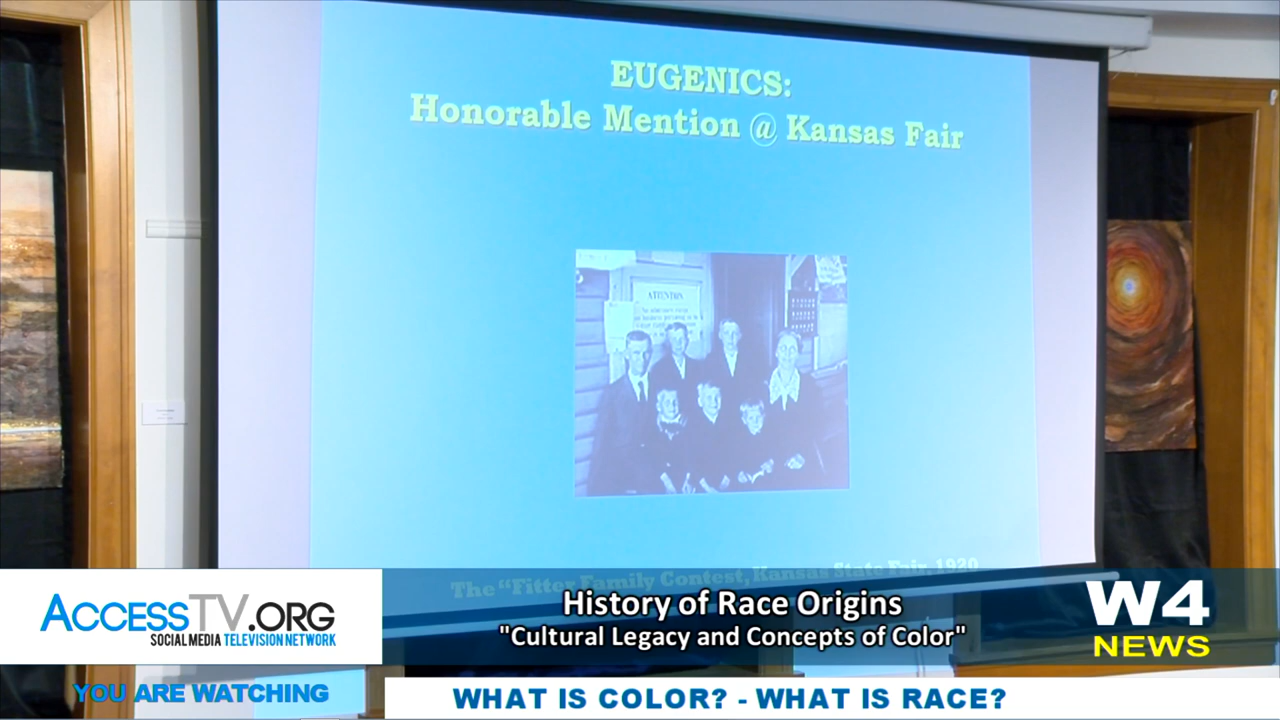 EUGENICS:
Honorable Mention @ Kansas Fair
ATTENTION
The "Fitter Family Contest, Kansas State Fair, 1920
ACCESSTV.ORG
SOCIAL MEDIA TELEVISION NETWORK
History of Race Origins
"Cultural Legacy and Concepts of Color"
W4
NEWS
YOU ARE WATCHING
WHAT IS COLOR? - WHAT IS RACE?